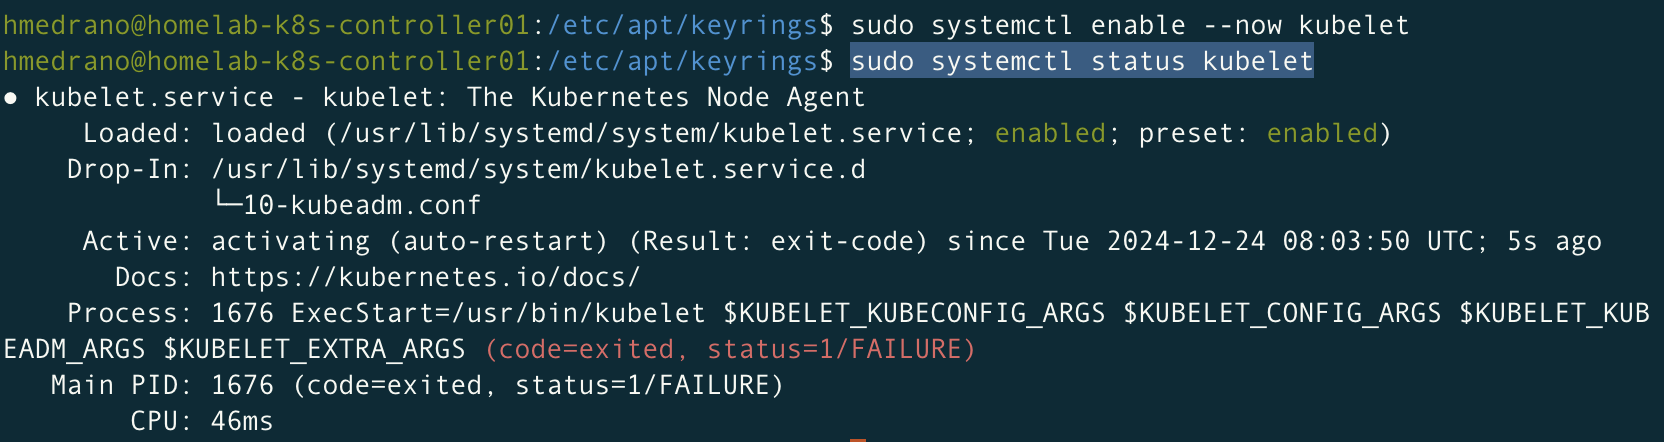 hmedrano@homelab-k8s-controller01:/etc/apt/keyrings$ sudo systemctl enable --now kubelet
hmedrano@homelab-k8s-controller01:/etc/apt/keyrings$ sudo systemctl status kubelet
● kubelet.service - kubelet: The Kubernetes Node Agent
     Loaded: loaded (/usr/lib/systemd/system/kubelet.service; enabled; preset: enabled)
    Drop-In: /usr/lib/systemd/system/kubelet.service.d
             └─10-kubeadm.conf
     Active: activating (auto-restart) (Result: exit-code) since Tue 2024-12-24 08:03:50 UTC; 5s ago
       Docs: https://kubernetes.io/docs/
    Process: 1676 ExecStart=/usr/bin/kubelet $KUBELET_KUBECONFIG_ARGS $KUBELET_CONFIG_ARGS $KUBELET_KUB
EADM_ARGS $KUBELET_EXTRA_ARGS (code=exited, status=1/FAILURE)
   Main PID: 1676 (code=exited, status=1/FAILURE)
        CPU: 46ms